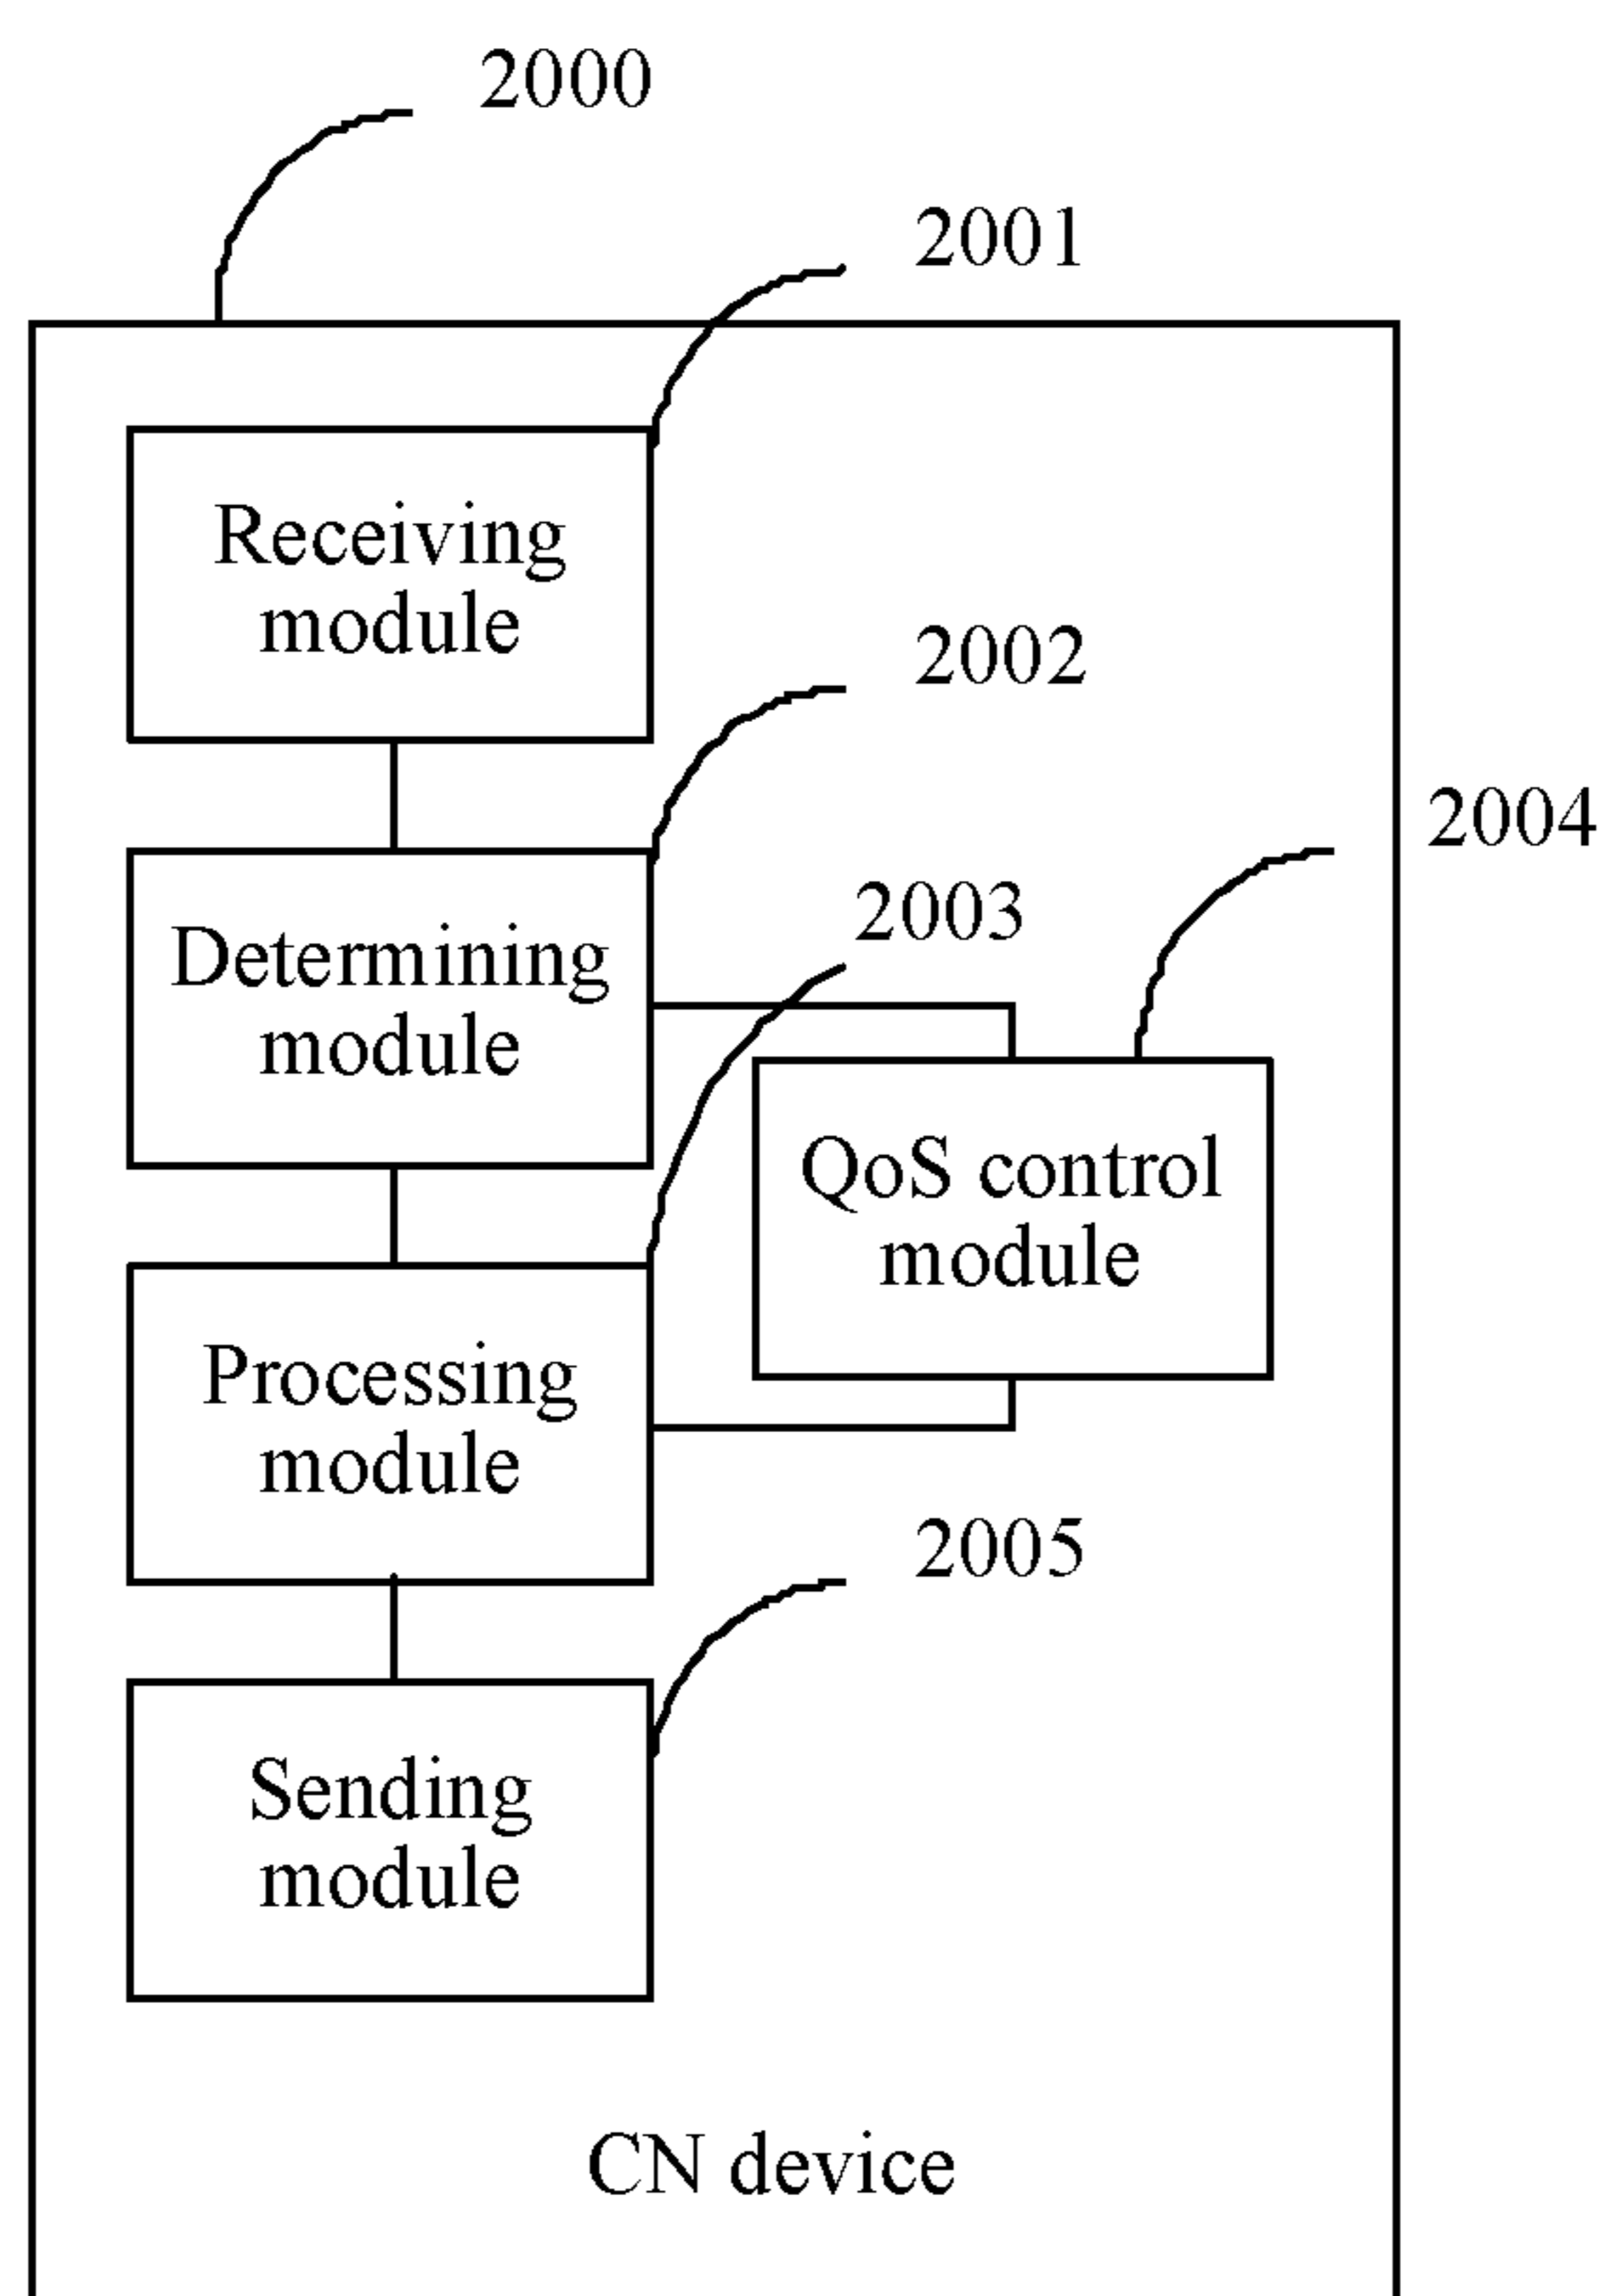 2000
2001
Receiving
module
2002
2004
2003
Determining
module
QoS control
module
Processing
module
2005
Sending
module
CN device